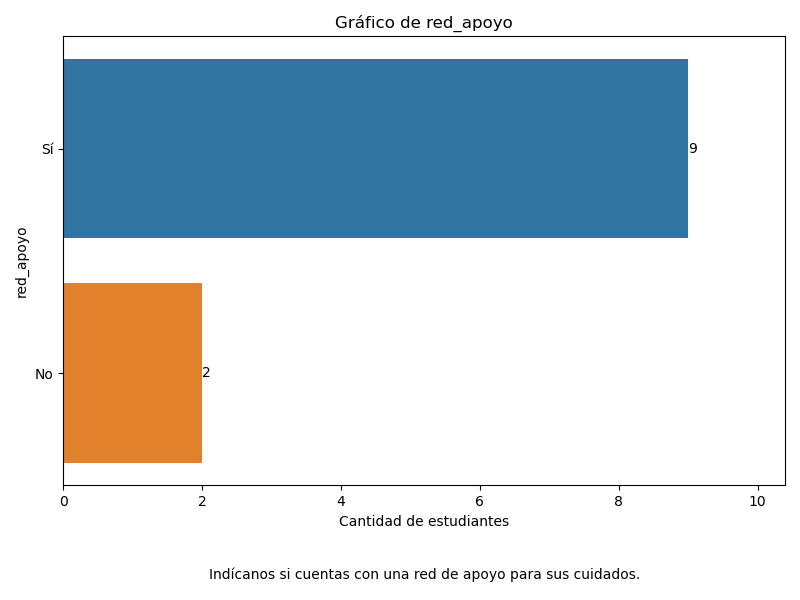 Gráfico de red_apoyo
Sí
9
red_apoyo
No
2
0 2 4 6 8 10
Cantidad de estudiantes
Indícanos si cuentas con una red de apoyo para sus cuidados.